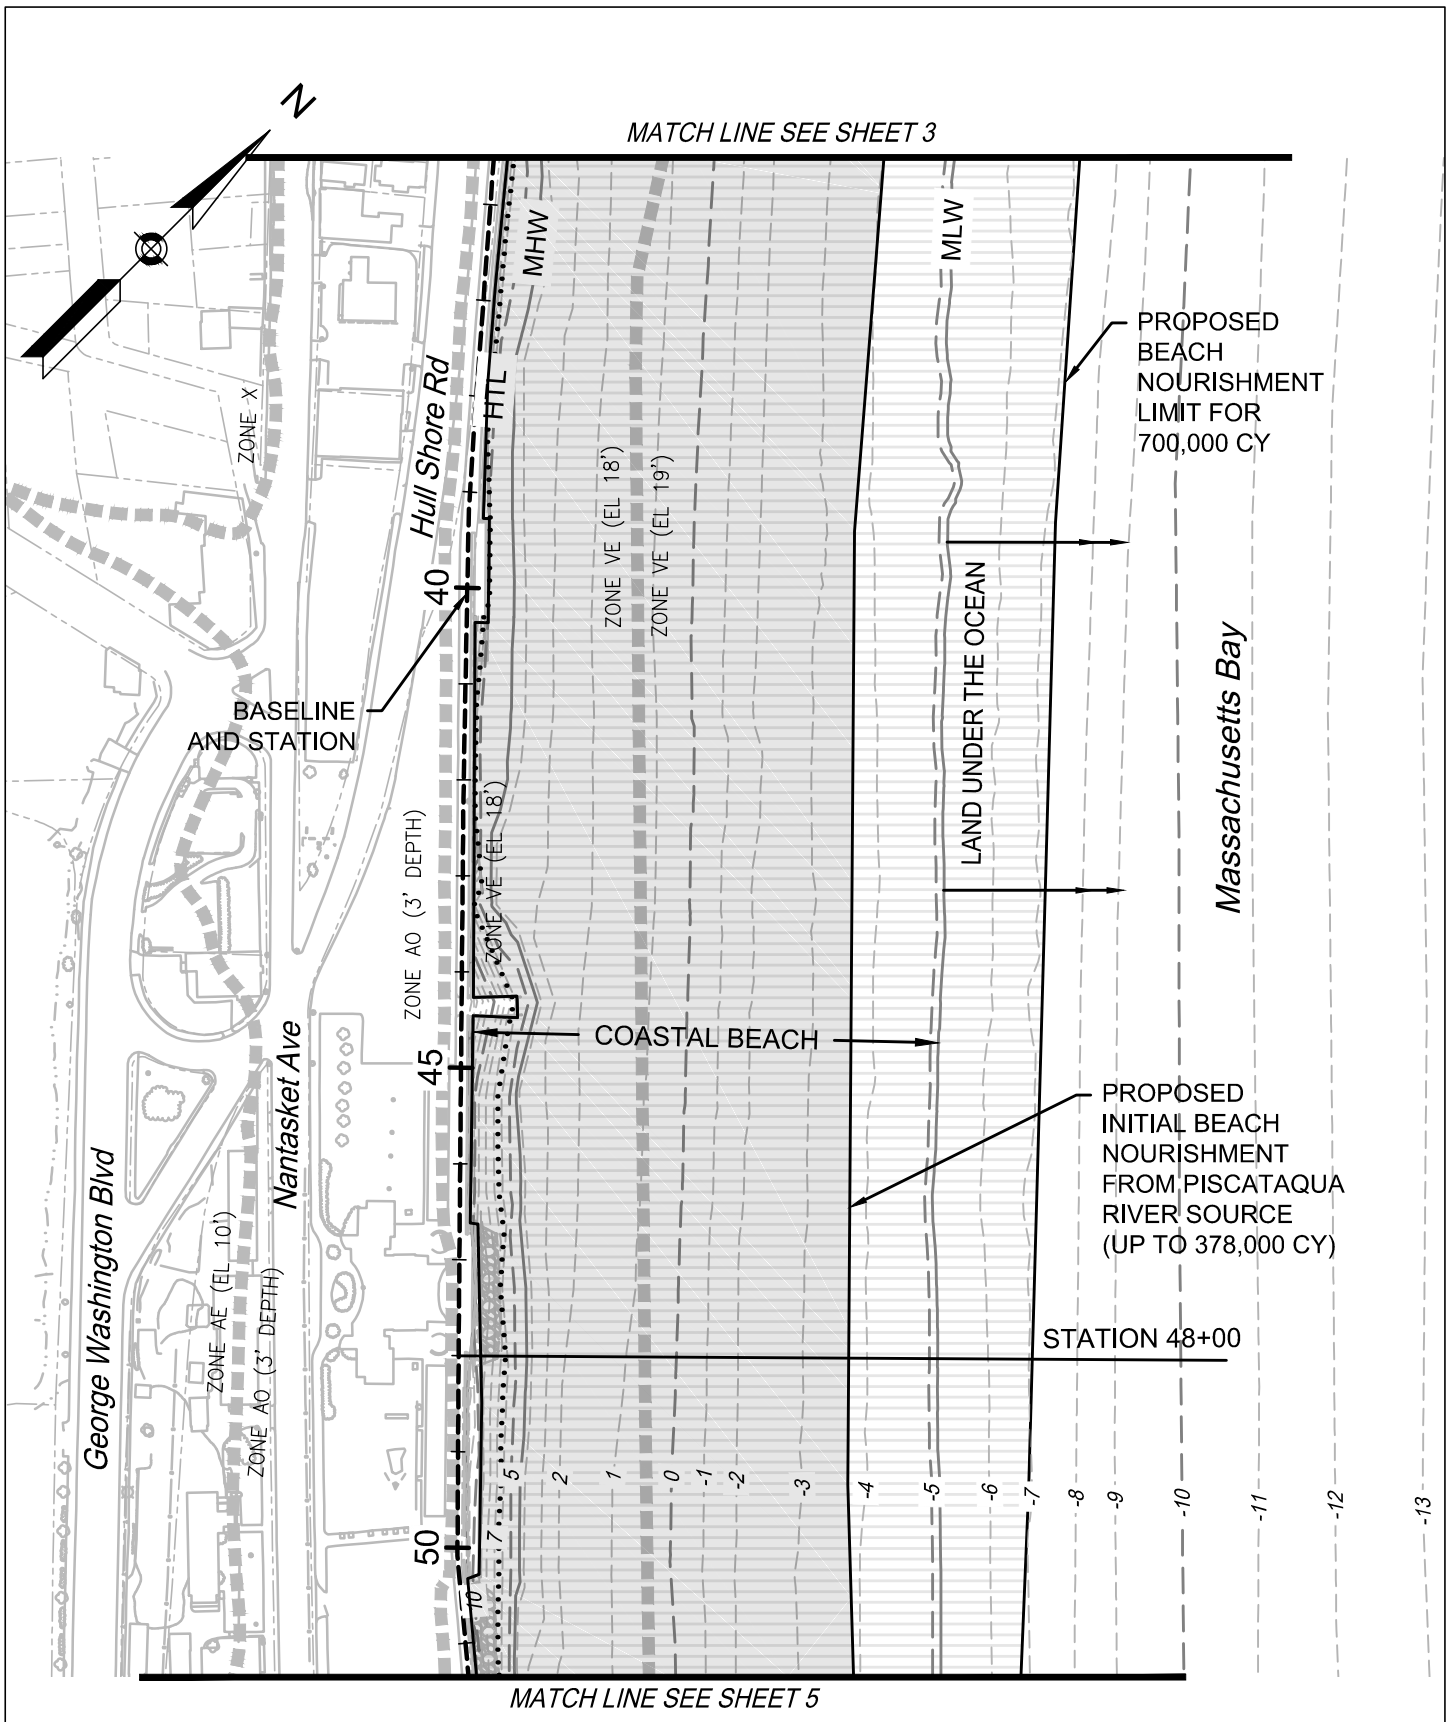 N
MATCH LINE SEE SHEET 3
MHW
MLW
PROPOSED
BEACH
NOURISHMENT
LIMIT FOR
700,000 CY
ZONE X
Hull Shore Rd
HTL
ZONE VE (EL 18')
ZONE VE (EL 19')
40
LAND UNDER THE OCEAN
Massachusetts Bay
BASELINE
AND STATION
ZONE AO (3' DEPTH)
ZONE VE (EL 18')
COASTAL BEACH
45
Nantasket Ave
George Washington Blvd
PROPOSED
INITIAL BEACH
NOURISHMENT
FROM PISCATAQUA
RIVER SOURCE
(UP TO 378,000 CY)
ZONE AE (EL 10')
ZONE AO (3' DEPTH)
STATION 48+00
50
10
7
5
2
1
0
-1
-2
-3
-4
-5
-6
-7
-8
-9
-10
-11
-12
-13
MATCH LINE SEE SHEET 5